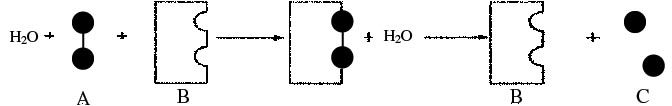 H₂O + + + H₂O +
A B B C